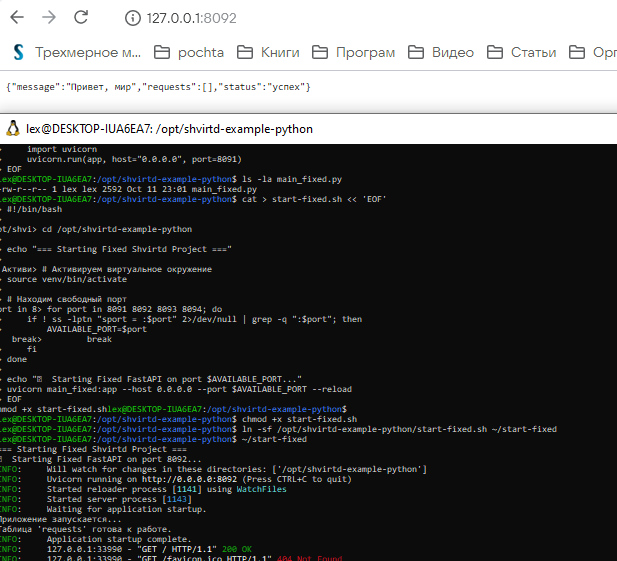 127.0.0.1:8092
Трехмерное м... pochta Книги Програм Видео Статьи Орг
{"message":"Привет, мир","requests":[],"status":"успех"}
lex@DESKTOP-IUA6EA7: /opt/shvirtd-example-python
>     import uvicorn
>     uvicorn.run(app, host="0.0.0.0", port=8091)
> EOF
lex@DESKTOP-IUA6EA7:/opt/shvirtd-example-python$ ls -la main_fixed.py
-rw-r--r-- 1 lex lex 2592 Oct 11 23:01 main_fixed.py
lex@DESKTOP-IUA6EA7:/opt/shvirtd-example-python$ cat > start-fixed.sh << 'EOF'
> #!/bin/bash
>
pt/shvi> cd /opt/shvirtd-example-python
>
> echo "=== Starting Fixed Shvirtd Project ==="
>
Активи> # Активируем виртуальное окружение
> source venv/bin/activate
>
> # Находим свободный порт
ort in 8> for port in 8091 8092 8093 8094; do
>     if ! ss -lptn "sport = :$port" 2>/dev/null | grep -q ":$port"; then
>         AVAILABLE_PORT=$port
break>         break
>     fi
> done
>
> echo "   Starting Fixed FastAPI on port $AVAILABLE_PORT..."
> uvicorn main_fixed:app --host 0.0.0.0 --port $AVAILABLE_PORT --reload
> EOF
hmod +x start-fixed.shlex@DESKTOP-IUA6EA7:/opt/shvirtd-example-python$
lex@DESKTOP-IUA6EA7:/opt/shvirtd-example-python$ chmod +x start-fixed.sh
lex@DESKTOP-IUA6EA7:/opt/shvirtd-example-python$ ln -sf /opt/shvirtd-example-python/start-fixed.sh ~/start-fixed
lex@DESKTOP-IUA6EA7:/opt/shvirtd-example-python$ ~/start-fixed
=== Starting Fixed Shvirtd Project ===
Starting Fixed FastAPI on port 8092...
INFO:     Will watch for changes in these directories: ['/opt/shvirtd-example-python']
INFO:     Uvicorn running on http://0.0.0.0:8092 (Press CTRL+C to quit)
INFO:     Started reloader process [1141] using WatchFiles
INFO:     Started server process [1143]
INFO:     Waiting for application startup.
Приложение запускается...
Таблица 'requests' готова к работе.
INFO:     Application startup complete.
INFO:     127.0.0.1:33990 - "GET / HTTP/1.1" 200 OK
INFO:     127.0.0.1:33990 - "GET /favicon.ico HTTP/1.1" 404 Not Found